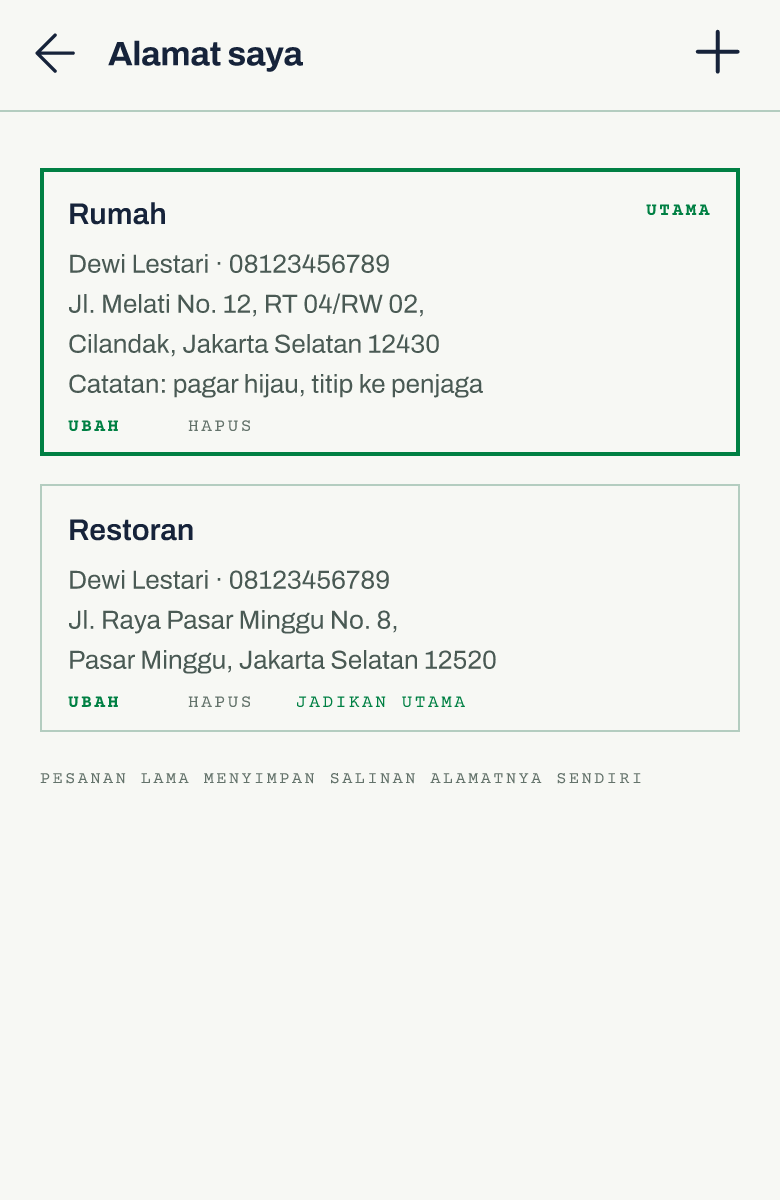 Alamat saya
Rumah
UTAMA
Dewi Lestari · 08123456789
Jl. Melati No. 12, RT 04/RW 02,
Cilandak, Jakarta Selatan 12430
Catatan: pagar hijau, titip ke penjaga
UBAH HAPUS
Restoran
Dewi Lestari · 08123456789
Jl. Raya Pasar Minggu No. 8,
Pasar Minggu, Jakarta Selatan 12520
UBAH HAPUS JADIKAN UTAMA
PESANAN LAMA MENYIMPAN SALINAN ALAMATNYA SENDIRI